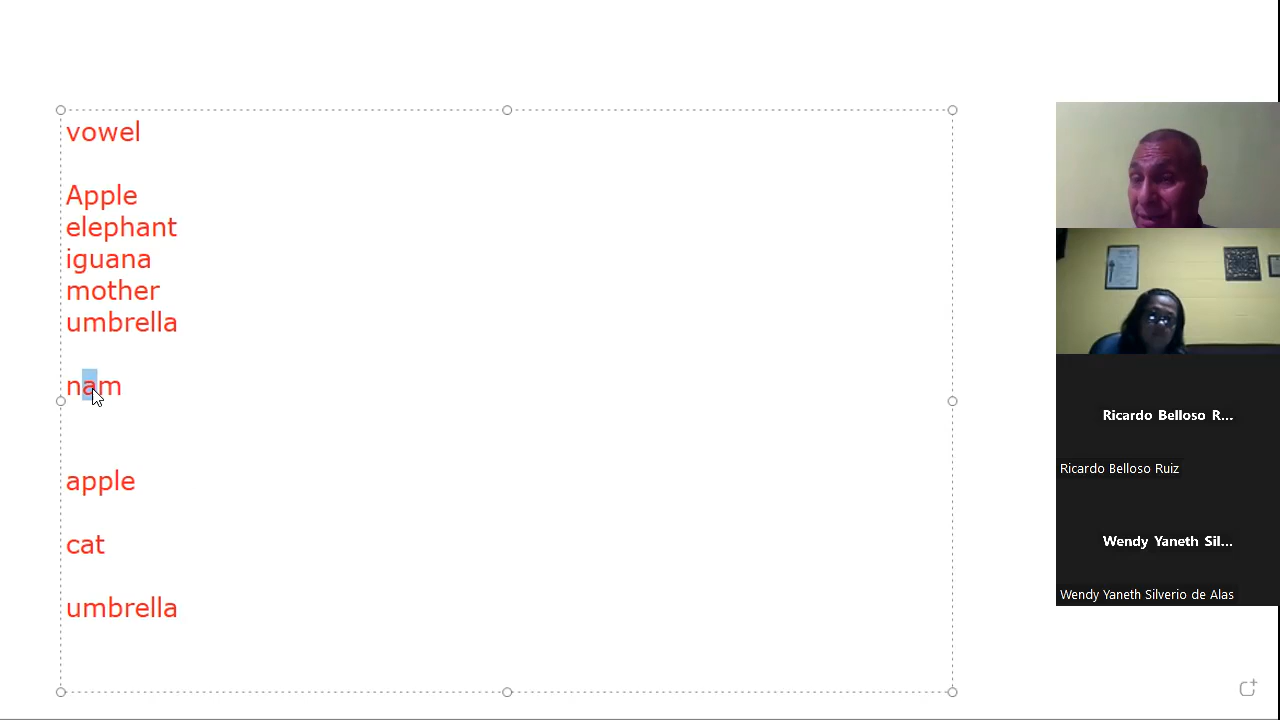 vowel
Apple
elephant
iguana
mother
umbrella
nam
apple
cat
umbrella
Ricardo Belloso R...
Ricardo Belloso Ruiz
Wendy Yaneth Sil...
Wendy Yaneth Silverio de Alas